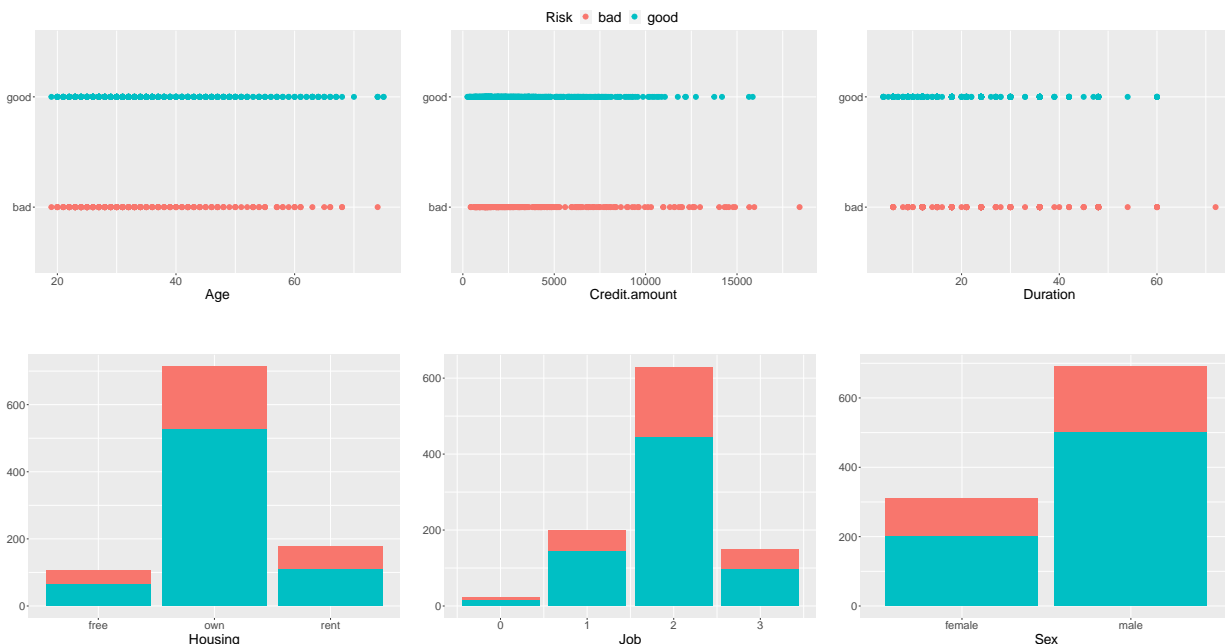 Risk bad good
good
bad
20 40 60
Age
good
bad
0 5000 10000 15000
Credit.amount
good
bad
20 40 60
Duration
600
400
200
0
free own rent
Housing
600
400
200
0
0 1 2 3
Job
600
400
200
0
female male
Sex